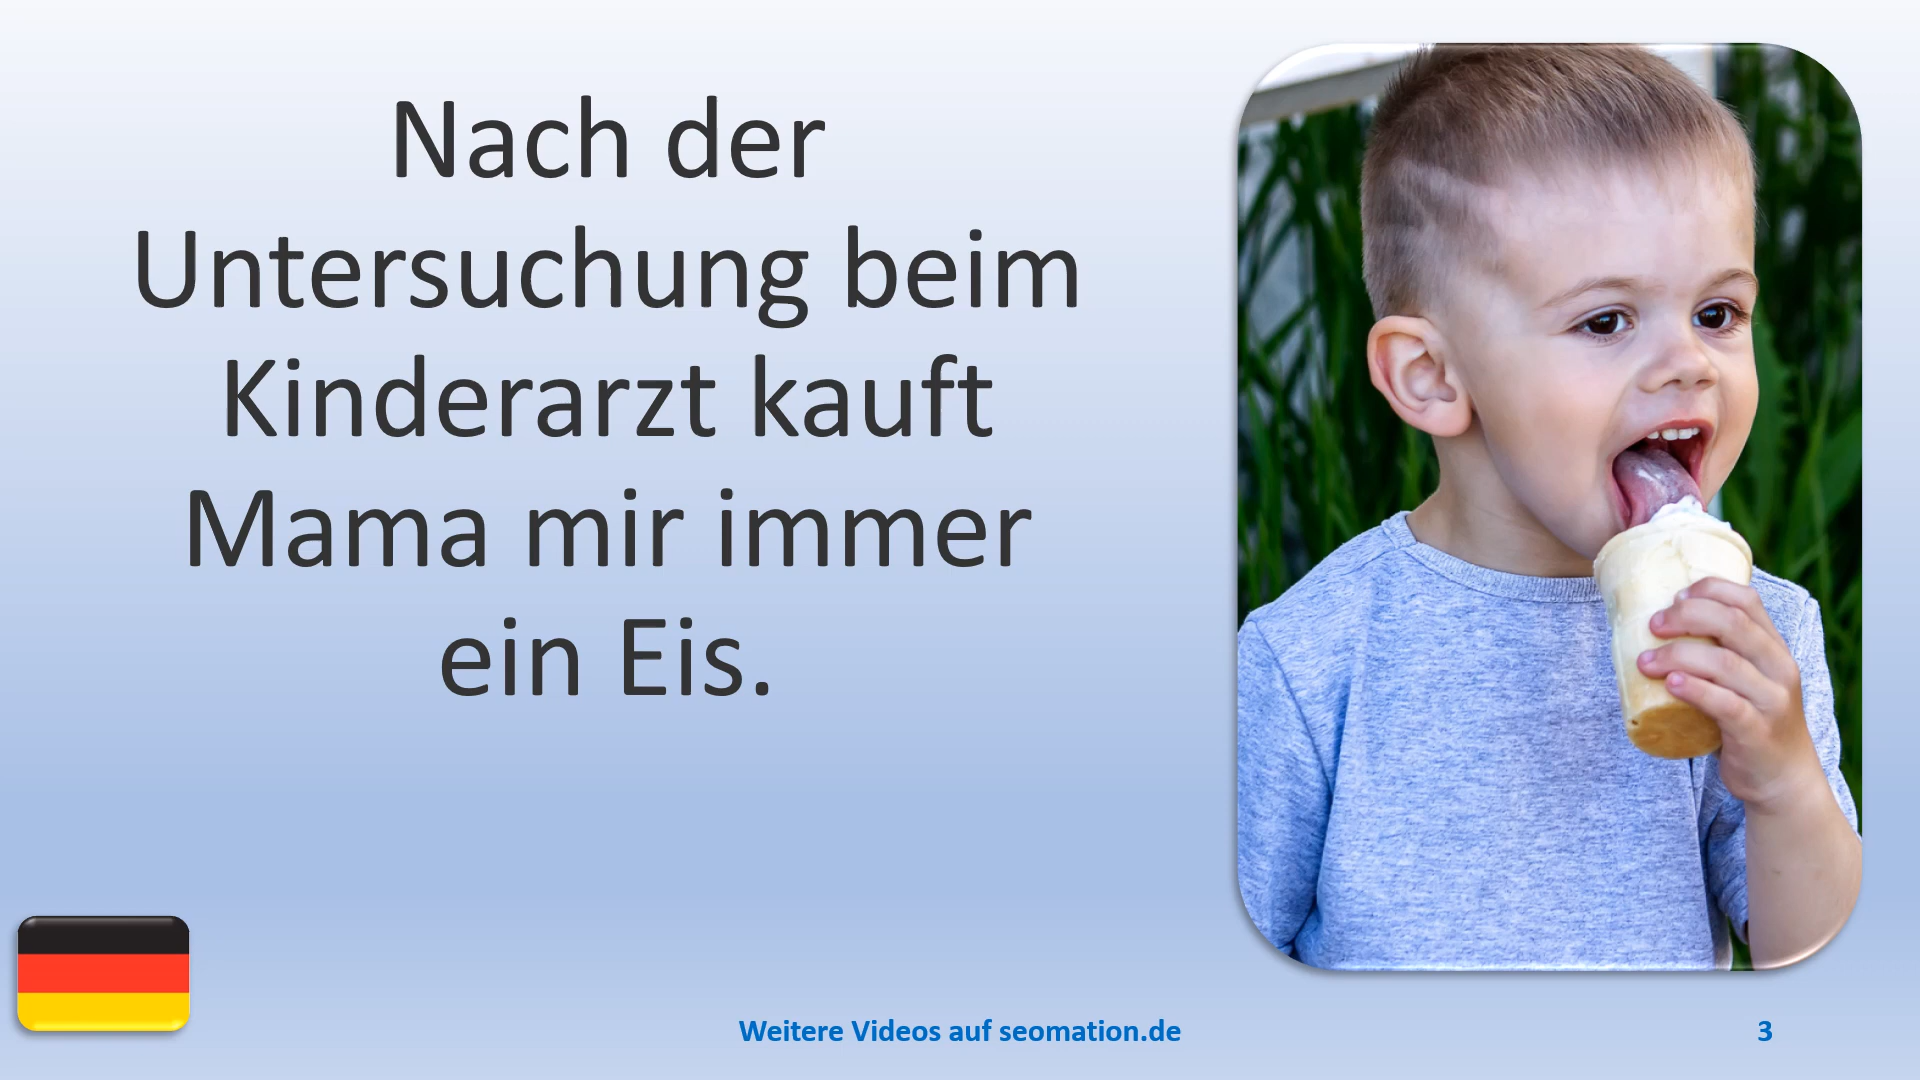 Nach der
Untersuchung beim
Kinderarzt kauft
Mama mir immer
ein Eis.
Weitere Videos auf seomation.de
3